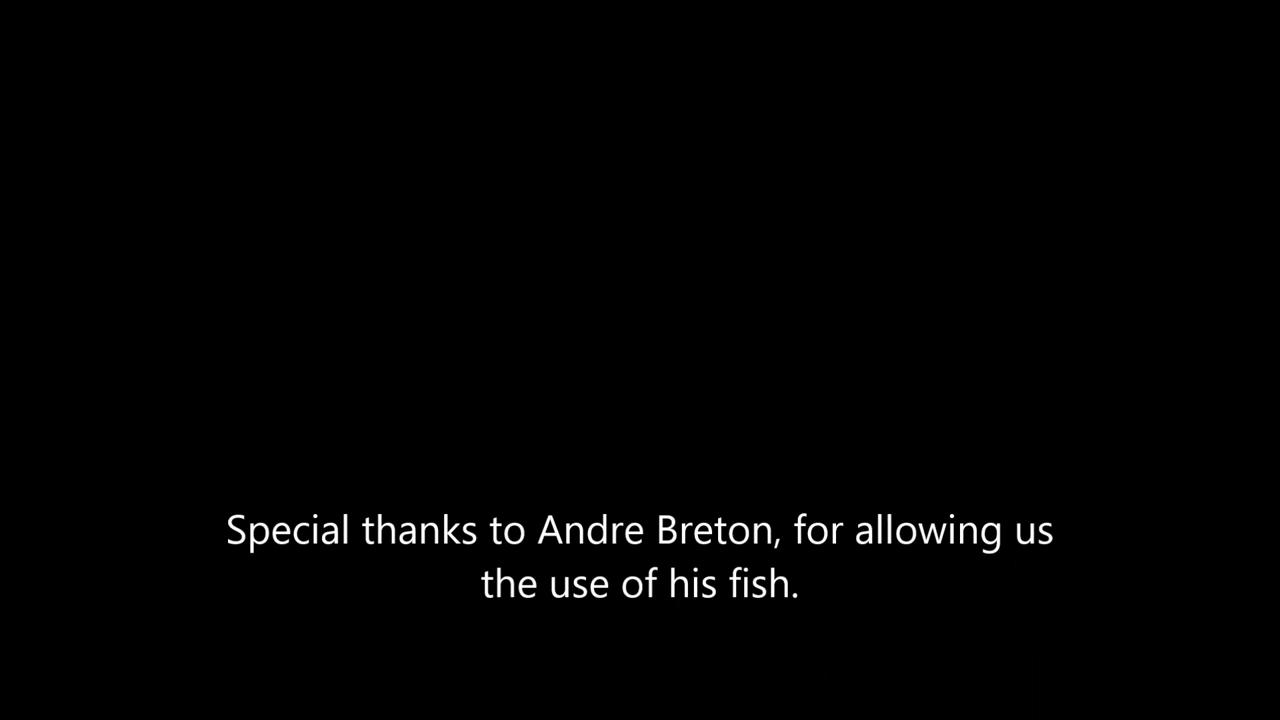 Special thanks to Andre Breton, for allowing us
the use of his fish.